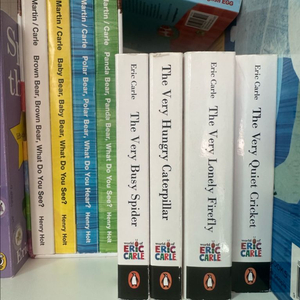 Martin / Carle Brown Bear, Brown Bear, What Do You See? Henry Holt
Martin / Carle Baby Bear, Baby Bear, What Do You See? Henry Holt
Martin / Carle Polar Bear, Polar Bear, What Do You Hear? Henry Holt
Martin / Carle Panda Bear, Panda Bear, What Do You See? Henry Holt
Eric Carle The Very Busy Spider
ERIC CARLE
The Very Hungry Caterpillar
ERIC CARLE
Eric Carle The Very Lonely Firefly
ERIC CARLE
Eric Carle The Very Quiet Cricket
ERIC CARLE